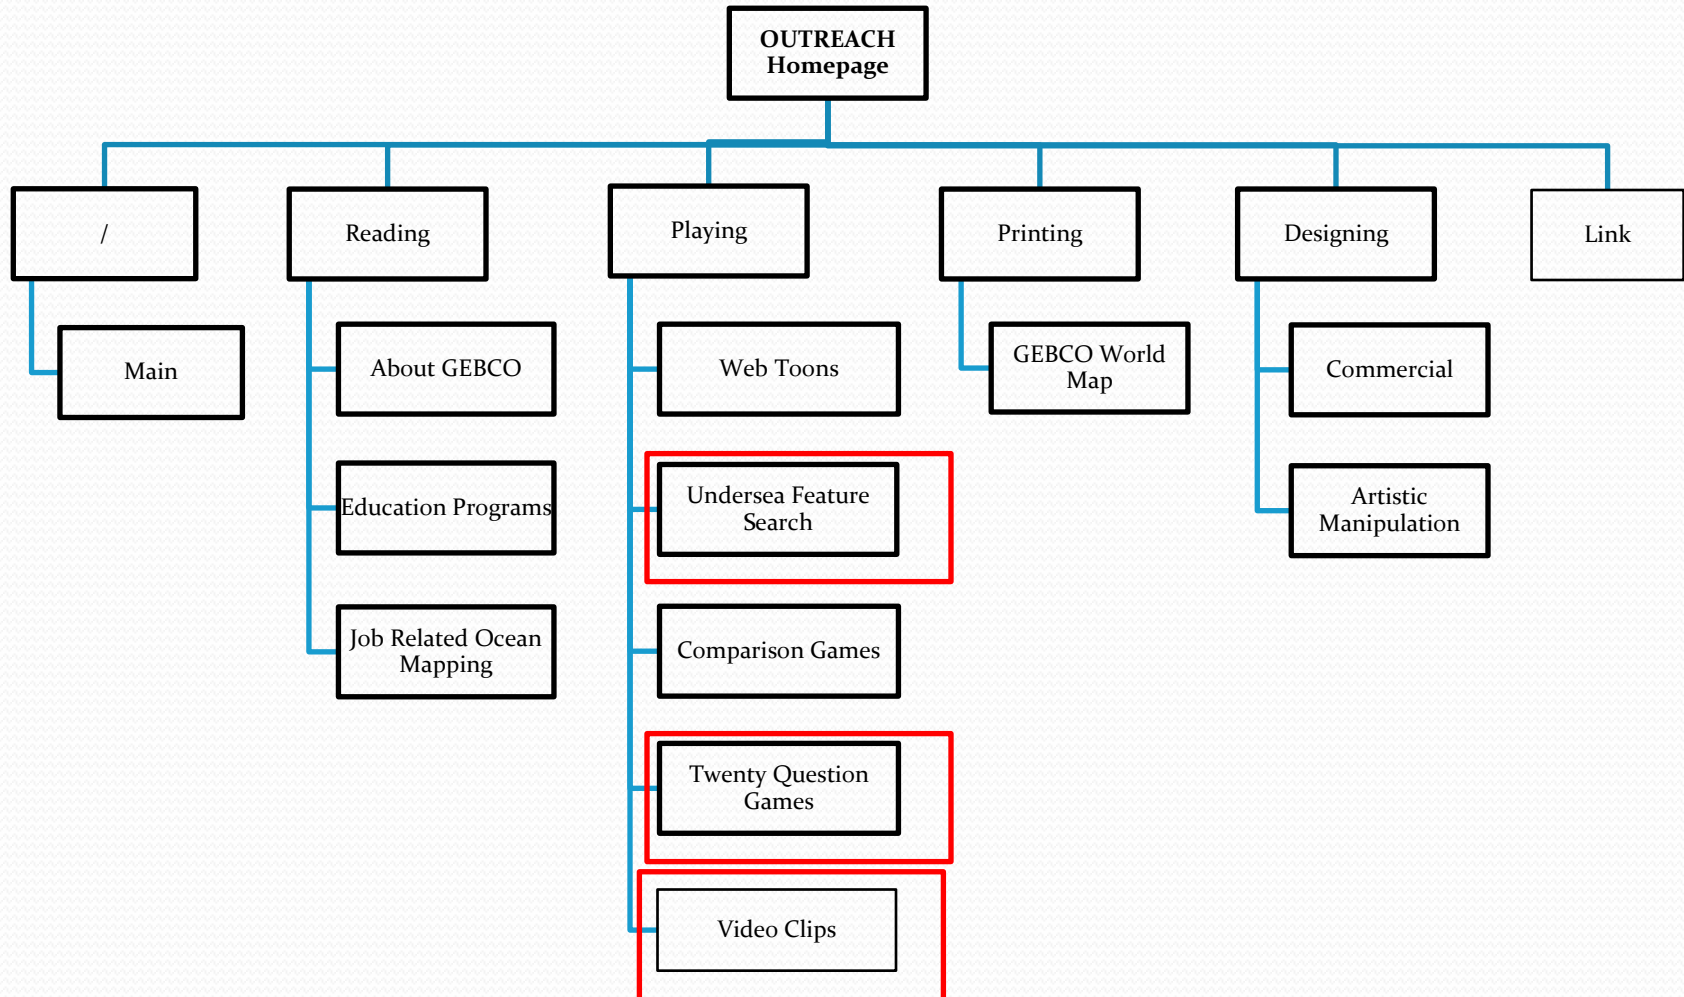 OUTREACH
Homepage
/
Reading
Playing
Printing
Designing
Link
Main
About GEBCO
Web Toons
GEBCO World
Map
Commercial
Education Programs
Undersea Feature
Search
Artistic
Manipulation
Job Related Ocean
Mapping
Comparison Games
Twenty Question
Games
Video Clips